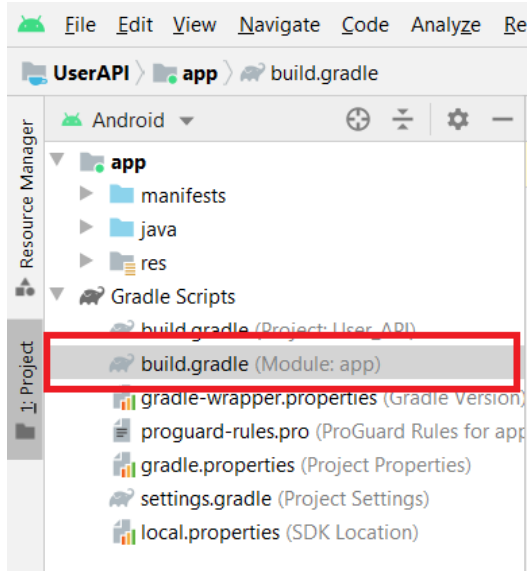 File Edit View Navigate Code Analyze Re
UserAPI app build.gradle
Resource Manager
1: Project
Android
app
manifests
java
res
Gradle Scripts
build.gradle (Project: User_API)
build.gradle (Module: app)
gradle-wrapper.properties (Gradle Version)
proguard-rules.pro (ProGuard Rules for app
gradle.properties (Project Properties)
settings.gradle (Project Settings)
local.properties (SDK Location)